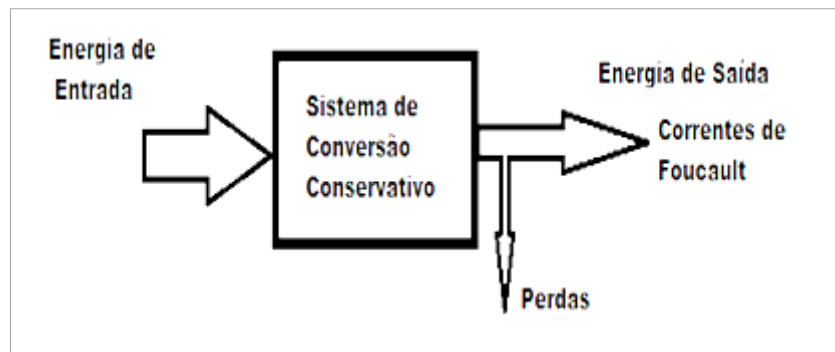 Energia de
Entrada
Sistema de
Conversão
Conservativo
Energia de Saída
Correntes de
Foucault
Perdas